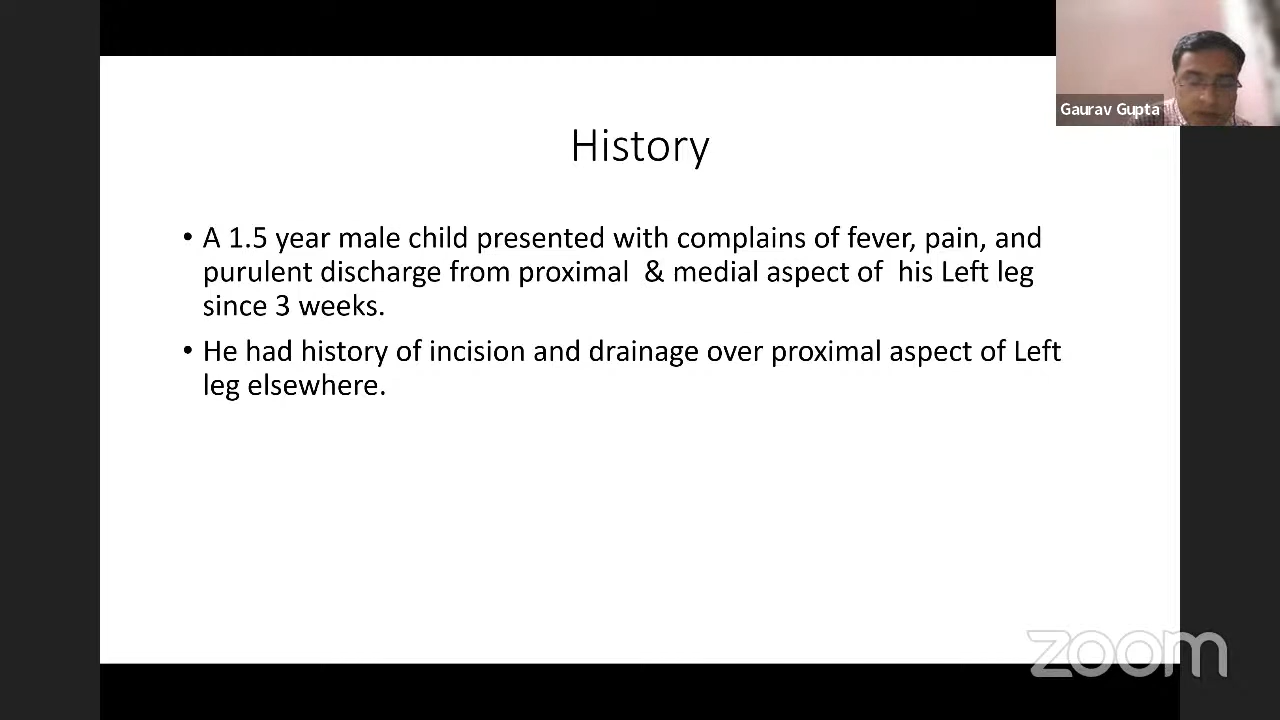 Gaurav Gupta
History
• A 1.5 year male child presented with complains of fever, pain, and
purulent discharge from proximal & medial aspect of his Left leg
since 3 weeks.
• He had history of incision and drainage over proximal aspect of Left
leg elsewhere.
zoom